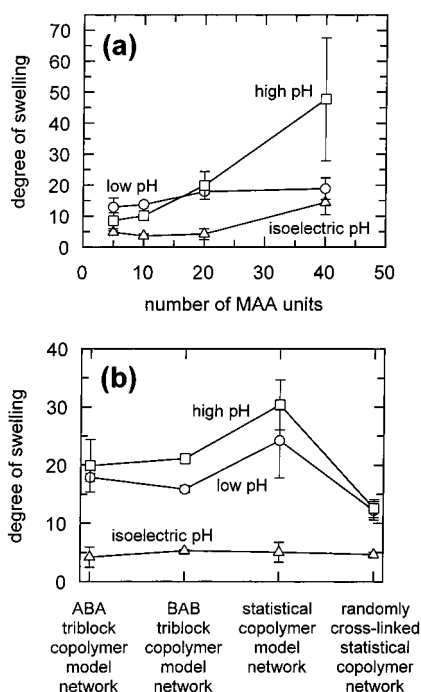 75
70
60
50
40
30
20
10
0
(a)
high pH
low pH
isoelectric pH
degree of swelling
0 10 20 30 40 50
number of MAA units
40
30
20
10
0
(b)
high pH
low pH
isoelectric pH
degree of swelling
ABA
triblock
copolymer
model
network
BAB
triblock
copolymer
model
network
statistical
copolymer
model
network
randomly
cross-linked
statistical
copolymer
network